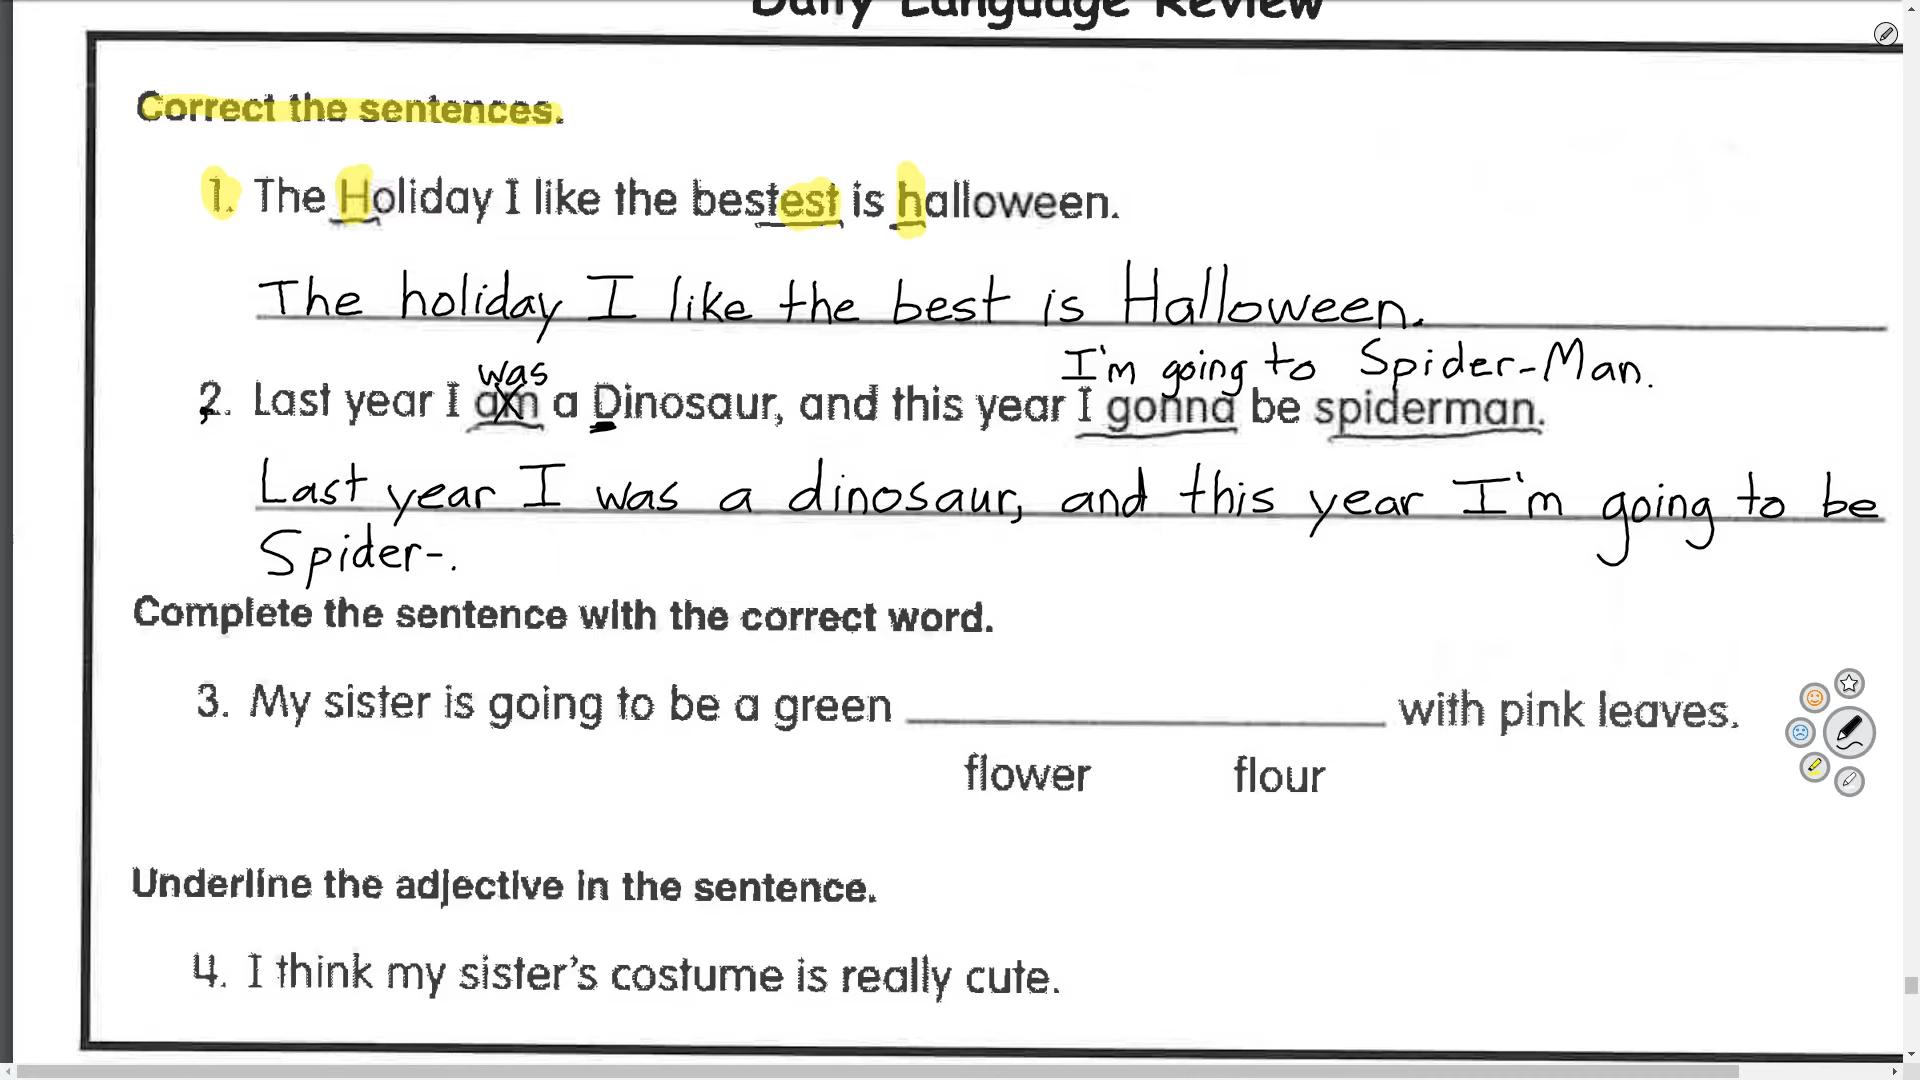 Daily Language Review
Correct the sentences.
1. The Holiday I like the bestest is halloween.
The holiday I like the best is Halloween.
was I'm going to Spider-Man.
2. Last year I am a Dinosaur, and this year I gonna be spiderman.
Last year I was a dinosaur, and this year I'm going to be
Spider-.
Complete the sentence with the correct word.
3. My sister is going to be a green ____________ with pink leaves.
flower flour
Underline the adjective in the sentence.
4. I think my sister's costume is really cute.